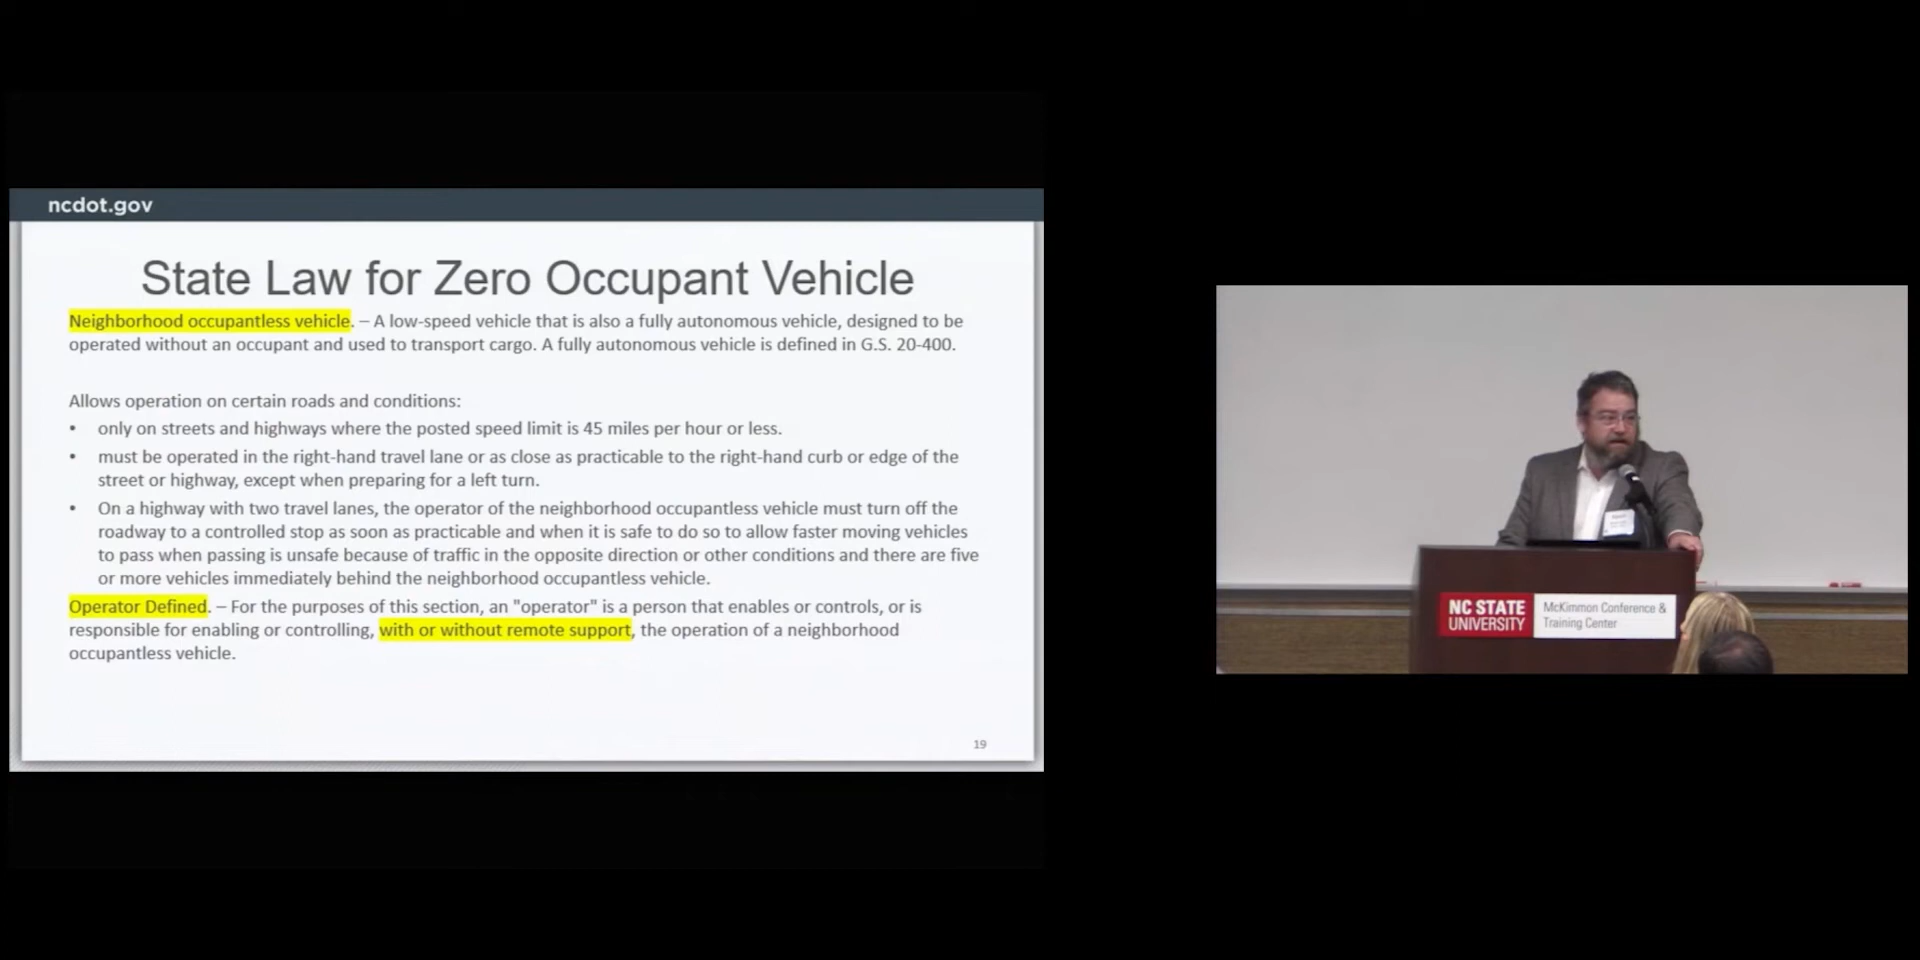 ncdot.gov
State Law for Zero Occupant Vehicle
Neighborhood occupantless vehicle. – A low-speed vehicle that is also a fully autonomous vehicle, designed to be
operated without an occupant and used to transport cargo. A fully autonomous vehicle is defined in G.S. 20-400.
Allows operation on certain roads and conditions:
• only on streets and highways where the posted speed limit is 45 miles per hour or less.
• must be operated in the right-hand travel lane or as close as practicable to the right-hand curb or edge of the
street or highway, except when preparing for a left turn.
• On a highway with two travel lanes, the operator of the neighborhood occupantless vehicle must turn off the
roadway to a controlled stop as soon as practicable and when it is safe to do so to allow faster moving vehicles
to pass when passing is unsafe because of traffic in the opposite direction or other conditions and there are five
or more vehicles immediately behind the neighborhood occupantless vehicle.
Operator Defined. – For the purposes of this section, an "operator" is a person that enables or controls, or is
responsible for enabling or controlling, with or without remote support, the operation of a neighborhood
occupantless vehicle.
19
NC STATE
UNIVERSITY
McKimmon Conference &
Training Center